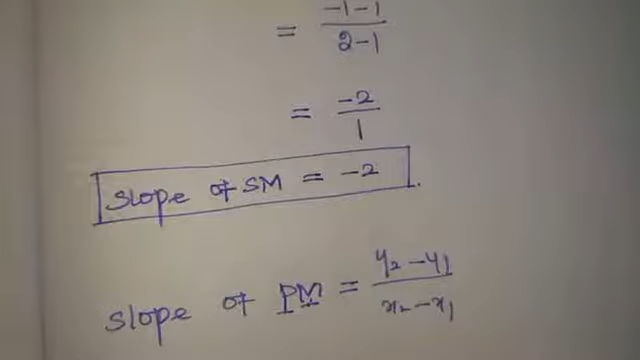 = -1-1/2-1
= -2/1
slope of SM = -2.
slope of PM = y₂-y₁/x₂-x₁